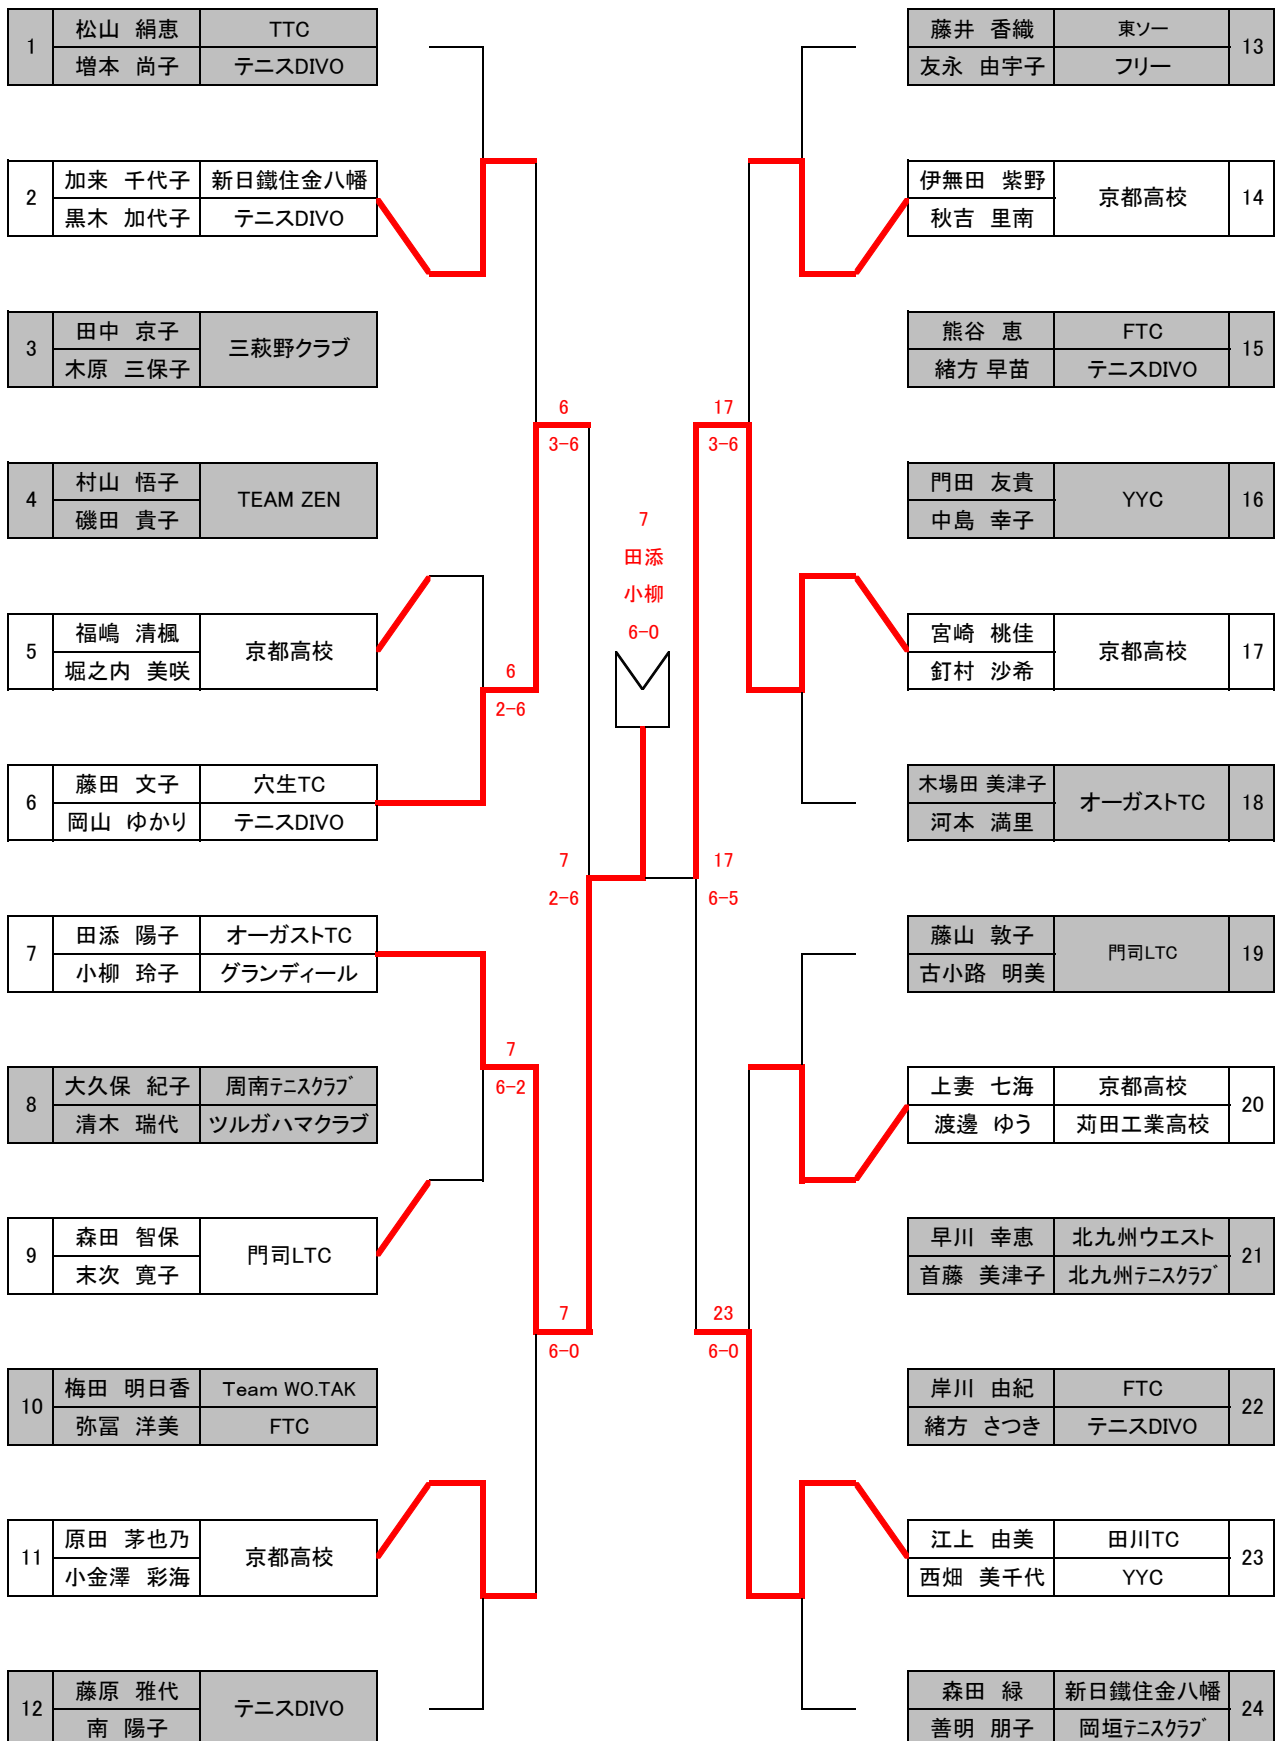 1 松山 絹恵 TTC
増本 尚子 テニスDIVO
2 加来 千代子 新日鐵住金八幡
黒木 加代子 テニスDIVO
3 田中 京子 三萩野クラブ
木原 三保子
4 村山 悟子 TEAM ZEN
磯田 貴子
5 福嶋 清楓 京都高校
堀之内 美咲
6 藤田 文子 穴生TC
岡山 ゆかり テニスDIVO
7 田添 陽子 オーガストTC
小柳 玲子 グランディール
8 大久保 紀子 周南ﾃﾆｽｸﾗﾌﾞ
清木 瑞代 ツルガハマクラブ
9 森田 智保 門司LTC
末次 寛子
10 梅田 明日香 Team WO.TAK
弥冨 洋美 FTC
11 原田 茅也乃 京都高校
小金澤 彩海
12 藤原 雅代 テニスDIVO
南 陽子
6
3-6
6
2-6
7
2-6
7
6-2
7
6-0
7
田添
小柳
6-0
17
3-6
17
6-5
23
6-0
藤井 香織 東ソー 13
友永 由宇子 フリー
伊無田 紫野 京都高校 14
秋吉 里南
熊谷 恵 FTC 15
緒方 早苗 テニスDIVO
門田 友貴 YYC 16
中島 幸子
宮崎 桃佳 京都高校 17
釘村 沙希
木場田 美津子 オーガストTC 18
河本 満里
藤山 敦子 門司LTC 19
古小路 明美
上妻 七海 京都高校 20
渡邊 ゆう 苅田工業高校
早川 幸恵 北九州ウエスト 21
首藤 美津子 北九州ﾃﾆｽｸﾗﾌﾞ
岸川 由紀 FTC 22
緒方 さつき テニスDIVO
江上 由美 田川TC 23
西畑 美千代 YYC
森田 緑 新日鐵住金八幡 24
善明 朋子 岡垣ﾃﾆｽｸﾗﾌﾞ